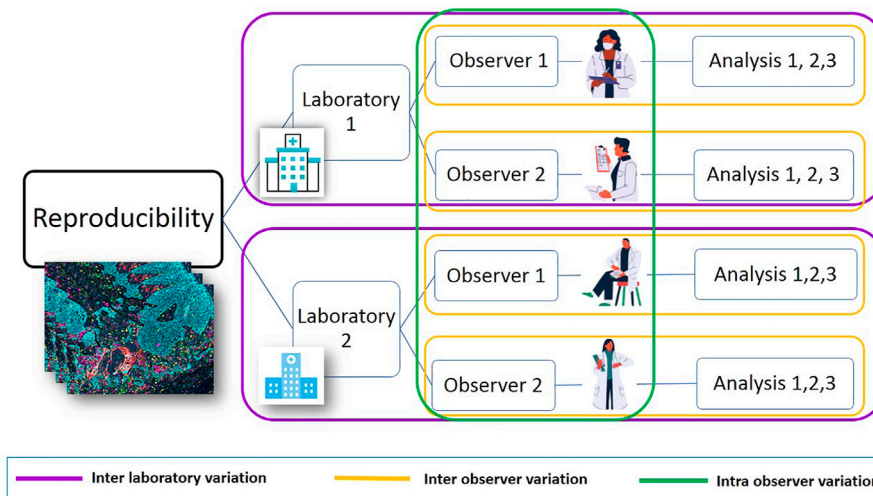 Reproducibility
Laboratory
1
Observer 1
Analysis 1, 2,3
Observer 2
Analysis 1, 2, 3
Laboratory
2
Observer 1
Analysis 1,2,3
Observer 2
Analysis 1,2,3
Inter laboratory variation
Inter observer variation
Intra observer variation